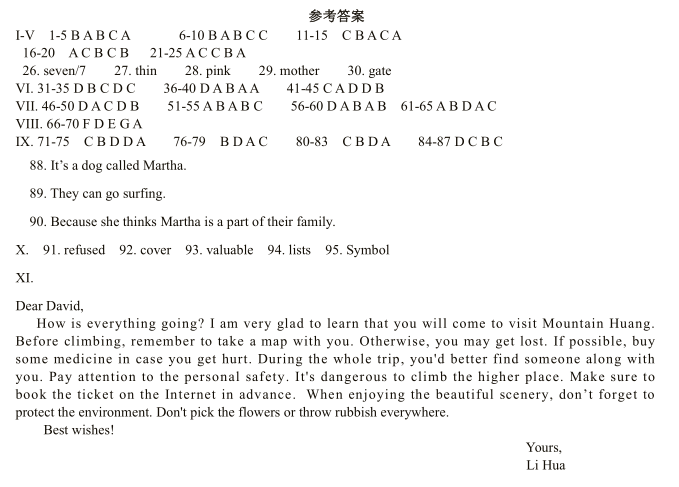 参考答案
I-V 1-5 B A B C A 6-10 B A B C C 11-15 C B A C A
16-20 A C B C B 21-25 A C C B A
26. seven/7 27. thin 28. pink 29. mother 30. gate
VI. 31-35 D B C D C 36-40 D A B A A 41-45 C A D D B
VII. 46-50 D A C D B 51-55 A B A B C 56-60 D A B A B 61-65 A B D A C
VIII. 66-70 F D E G A
IX. 71-75 C B D D A 76-79 B D A C 80-83 C B D A 84-87 D C B C
88. It's a dog called Martha.
89. They can go surfing.
90. Because she thinks Martha is a part of their family.
X. 91. refused 92. cover 93. valuable 94. lists 95. Symbol
XI.
Dear David,
How is everything going? I am very glad to learn that you will come to visit Mountain Huang.
Before climbing, remember to take a map with you. Otherwise, you may get lost. If possible, buy
some medicine in case you get hurt. During the whole trip, you'd better find someone along with
you. Pay attention to the personal safety. It's dangerous to climb the higher place. Make sure to
book the ticket on the Internet in advance. When enjoying the beautiful scenery, don't forget to
protect the environment. Don't pick the flowers or throw rubbish everywhere.
Best wishes!
Yours,
Li Hua